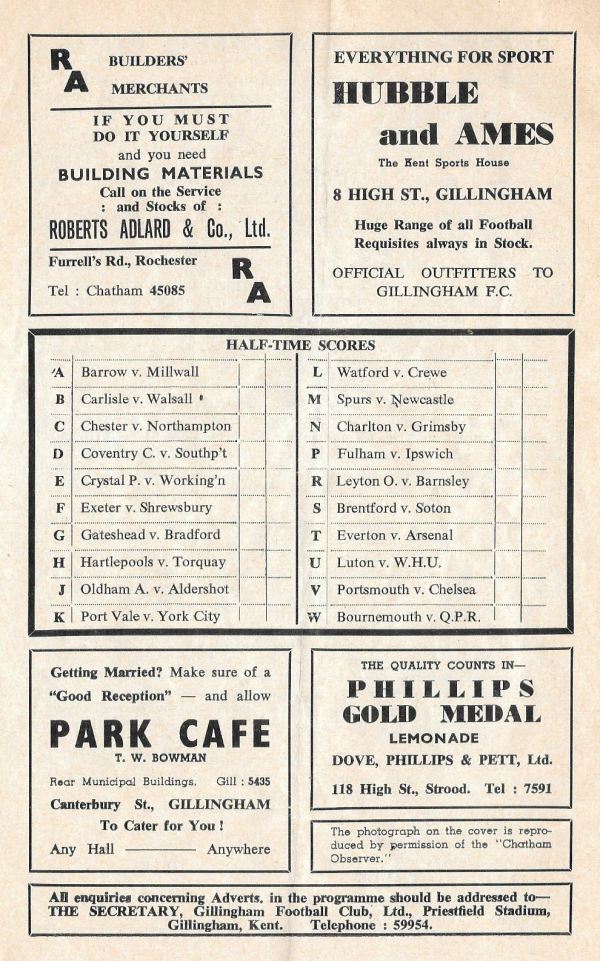 R
A
BUILDERS'
MERCHANTS
IF YOU MUST
DO IT YOURSELF
and you need
BUILDING MATERIALS
Call on the Service
: and Stocks of :
ROBERTS ADLARD & Co., Ltd.
Furrell's Rd., Rochester
Tel : Chatham 45085
R
A
EVERYTHING FOR SPORT
HUBBLE
and AMES
The Kent Sports House
8 HIGH ST., GILLINGHAM
Huge Range of all Football
Requisites always in Stock.
OFFICIAL OUTFITTERS TO
GILLINGHAM F.C.
HALF-TIME SCORES
A Barrow v. Millwall
B Carlisle v. Walsall
C Chester v. Northampton
D Coventry C. v. Southp't
E Crystal P. v. Working'n
F Exeter v. Shrewsbury
G Gateshead v. Bradford
H Hartlepools v. Torquay
J Oldham A. v. Aldershot
K Port Vale v. York City
L Watford v. Crewe
M Spurs v. Newcastle
N Charlton v. Grimsby
P Fulham v. Ipswich
R Leyton O. v. Barnsley
S Brentford v. Soton
T Everton v. Arsenal
U Luton v. W.H.U.
V Portsmouth v. Chelsea
W Bournemouth v. Q.P.R.
Getting Married? Make sure of a
"Good Reception" — and allow
PARK CAFE
T. W. BOWMAN
Rear Municipal Buildings. Gill : 5435
Canterbury St., GILLINGHAM
To Cater for You !
Any Hall ——— Anywhere
THE QUALITY COUNTS IN—
PHILLIPS
GOLD MEDAL
LEMONADE
DOVE, PHILLIPS & PETT, Ltd.
118 High St., Strood. Tel : 7591
The photograph on the cover is repro-
duced by permission of the "Chatham
Observer."
All enquiries concerning Adverts. in the programme should be addressed to—
THE SECRETARY, Gillingham Football Club, Ltd., Priestfield Stadium,
Gillingham, Kent. Telephone : 59954.